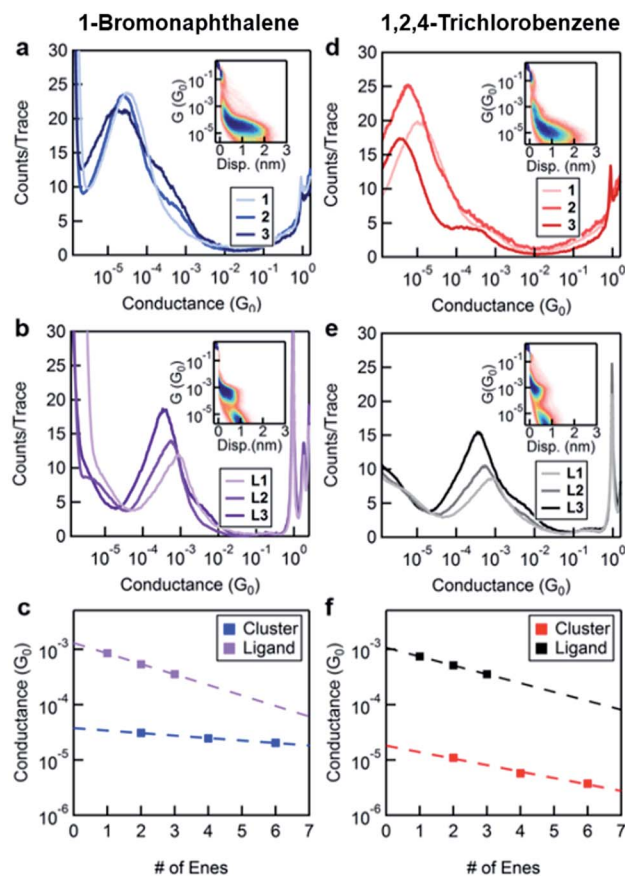 1-Bromonaphthalene
1,2,4-Trichlorobenzene
a
30
25
20
15
10
5
0
Counts/Trace
10⁻⁵ 10⁻⁴ 10⁻³ 10⁻² 10⁻¹ 10⁰
Conductance (G₀)
G (G₀)
10⁻¹
10⁻³
10⁻⁵
0 1 2 3
Disp. (nm)
1
2
3
d
30
25
20
15
10
5
0
Counts/Trace
10⁻⁵ 10⁻⁴ 10⁻³ 10⁻² 10⁻¹ 10⁰
Conductance (G₀)
G(G₀)
10⁻¹
10⁻³
10⁻⁵
0 1 2 3
Disp. (nm)
1
2
3
b
30
25
20
15
10
5
0
Counts/Trace
10⁻⁵ 10⁻⁴ 10⁻³ 10⁻² 10⁻¹ 10⁰
Conductance (G₀)
G (G₀)
10⁻¹
10⁻³
10⁻⁵
0 1 2 3
Disp.(nm)
L1
L2
L3
e
30
25
20
15
10
5
0
Counts/Trace
10⁻⁵ 10⁻⁴ 10⁻³ 10⁻² 10⁻¹ 10⁰
Conductance (G₀)
G(G₀)
10⁻¹
10⁻³
10⁻⁵
0 1 2 3
Disp. (nm)
L1
L2
L3
c
Conductance (G₀)
10⁻³
10⁻⁴
10⁻⁵
10⁻⁶
Cluster
Ligand
0 1 2 3 4 5 6 7
# of Enes
f
Conductance (G₀)
10⁻³
10⁻⁴
10⁻⁵
10⁻⁶
Cluster
Ligand
0 1 2 3 4 5 6 7
# of Enes